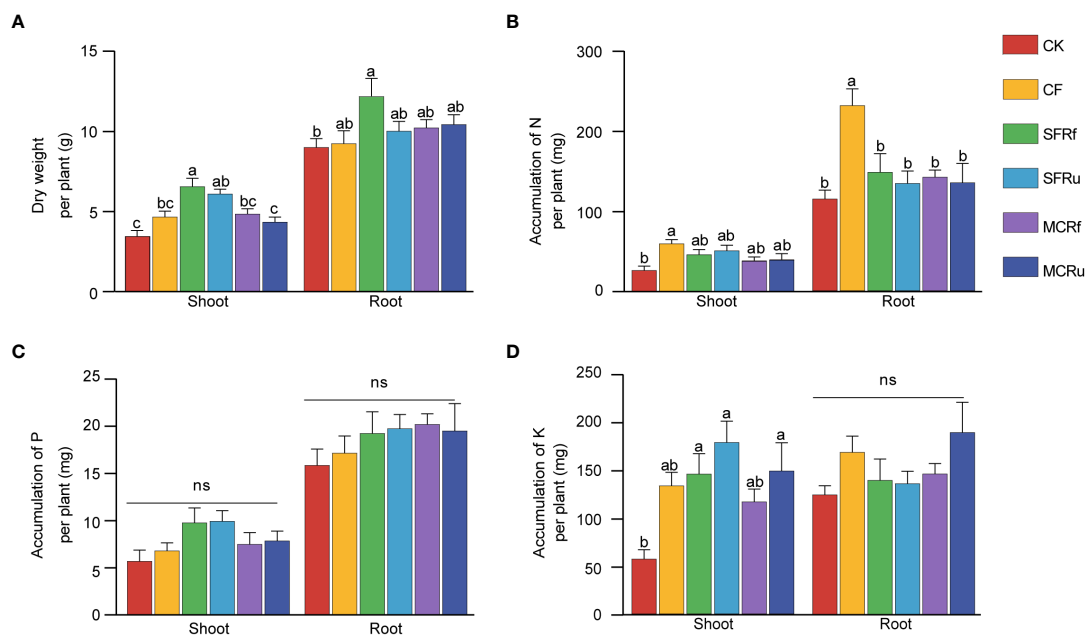 A
Dry weight
per plant (g)
15
10
5
0
c
bc
a
ab
bc
c
b
ab
a
ab
ab
ab
Shoot
Root
B
Accumulation of N
per plant (mg)
300
200
100
0
b
a
ab
ab
ab
ab
b
a
b
b
b
b
Shoot
Root
CK
CF
SFRf
SFRu
MCRf
MCRu
C
Accumulation of P
per plant (mg)
25
20
15
10
5
0
ns
ns
Shoot
Root
D
Accumulation of K
per plant (mg)
250
200
150
100
50
0
b
ab
a
a
ab
a
ns
Shoot
Root